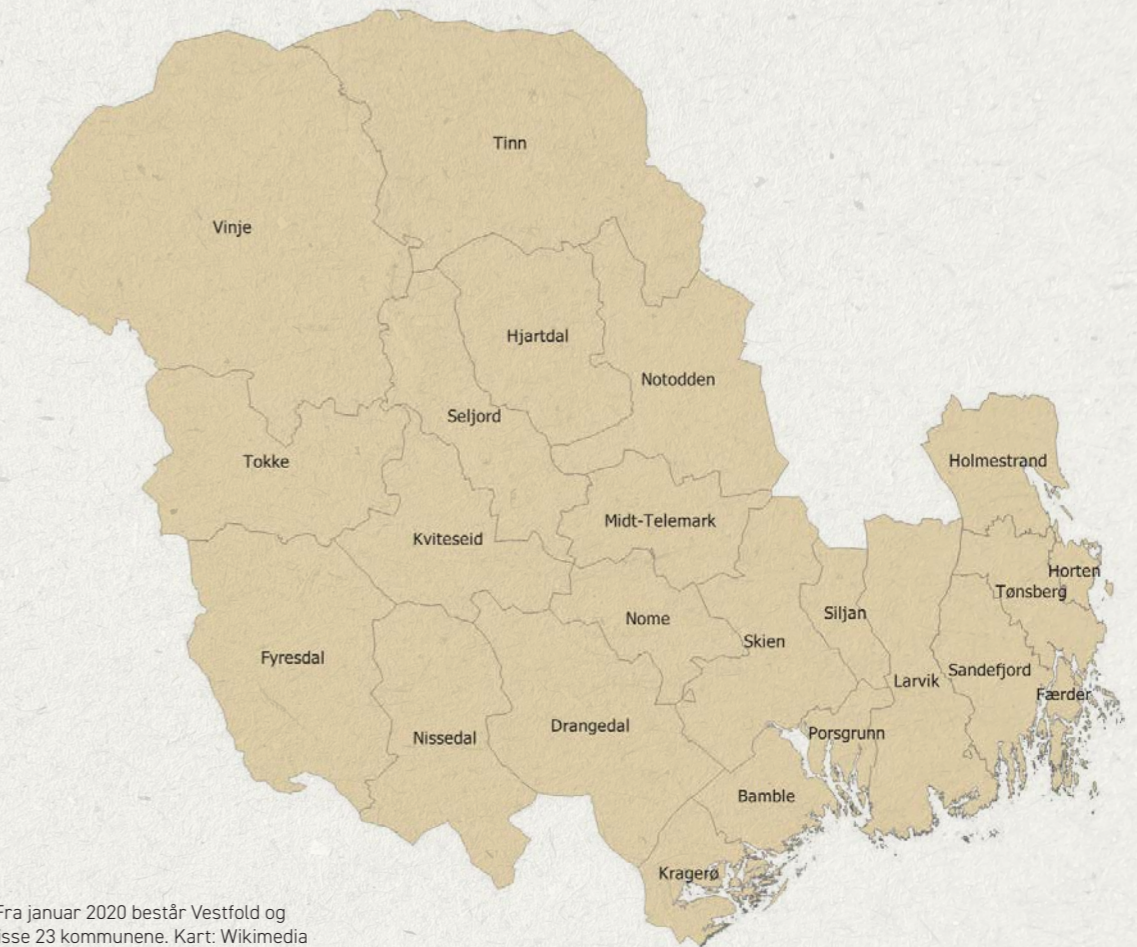 Tinn
Vinje
Hjartdal
Notodden
Seljord
Tokke
Holmestrand
Midt-Telemark
Kviteseid
Horten
Tønsberg
Siljan
Nome
Skien
Fyresdal
Sandefjord
Larvik
Færder
Drangedal
Porsgrunn
Nissedal
Bamble
Kragerø
Fra januar 2020 består Vestfold og
isse 23 kommunene. Kart: Wikimedia